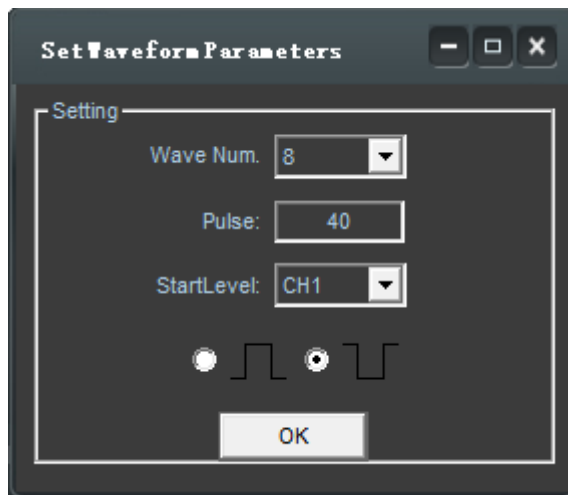 SetWaveformParameters
Setting
Wave Num. 8
Pulse: 40
StartLevel: CH1
OK